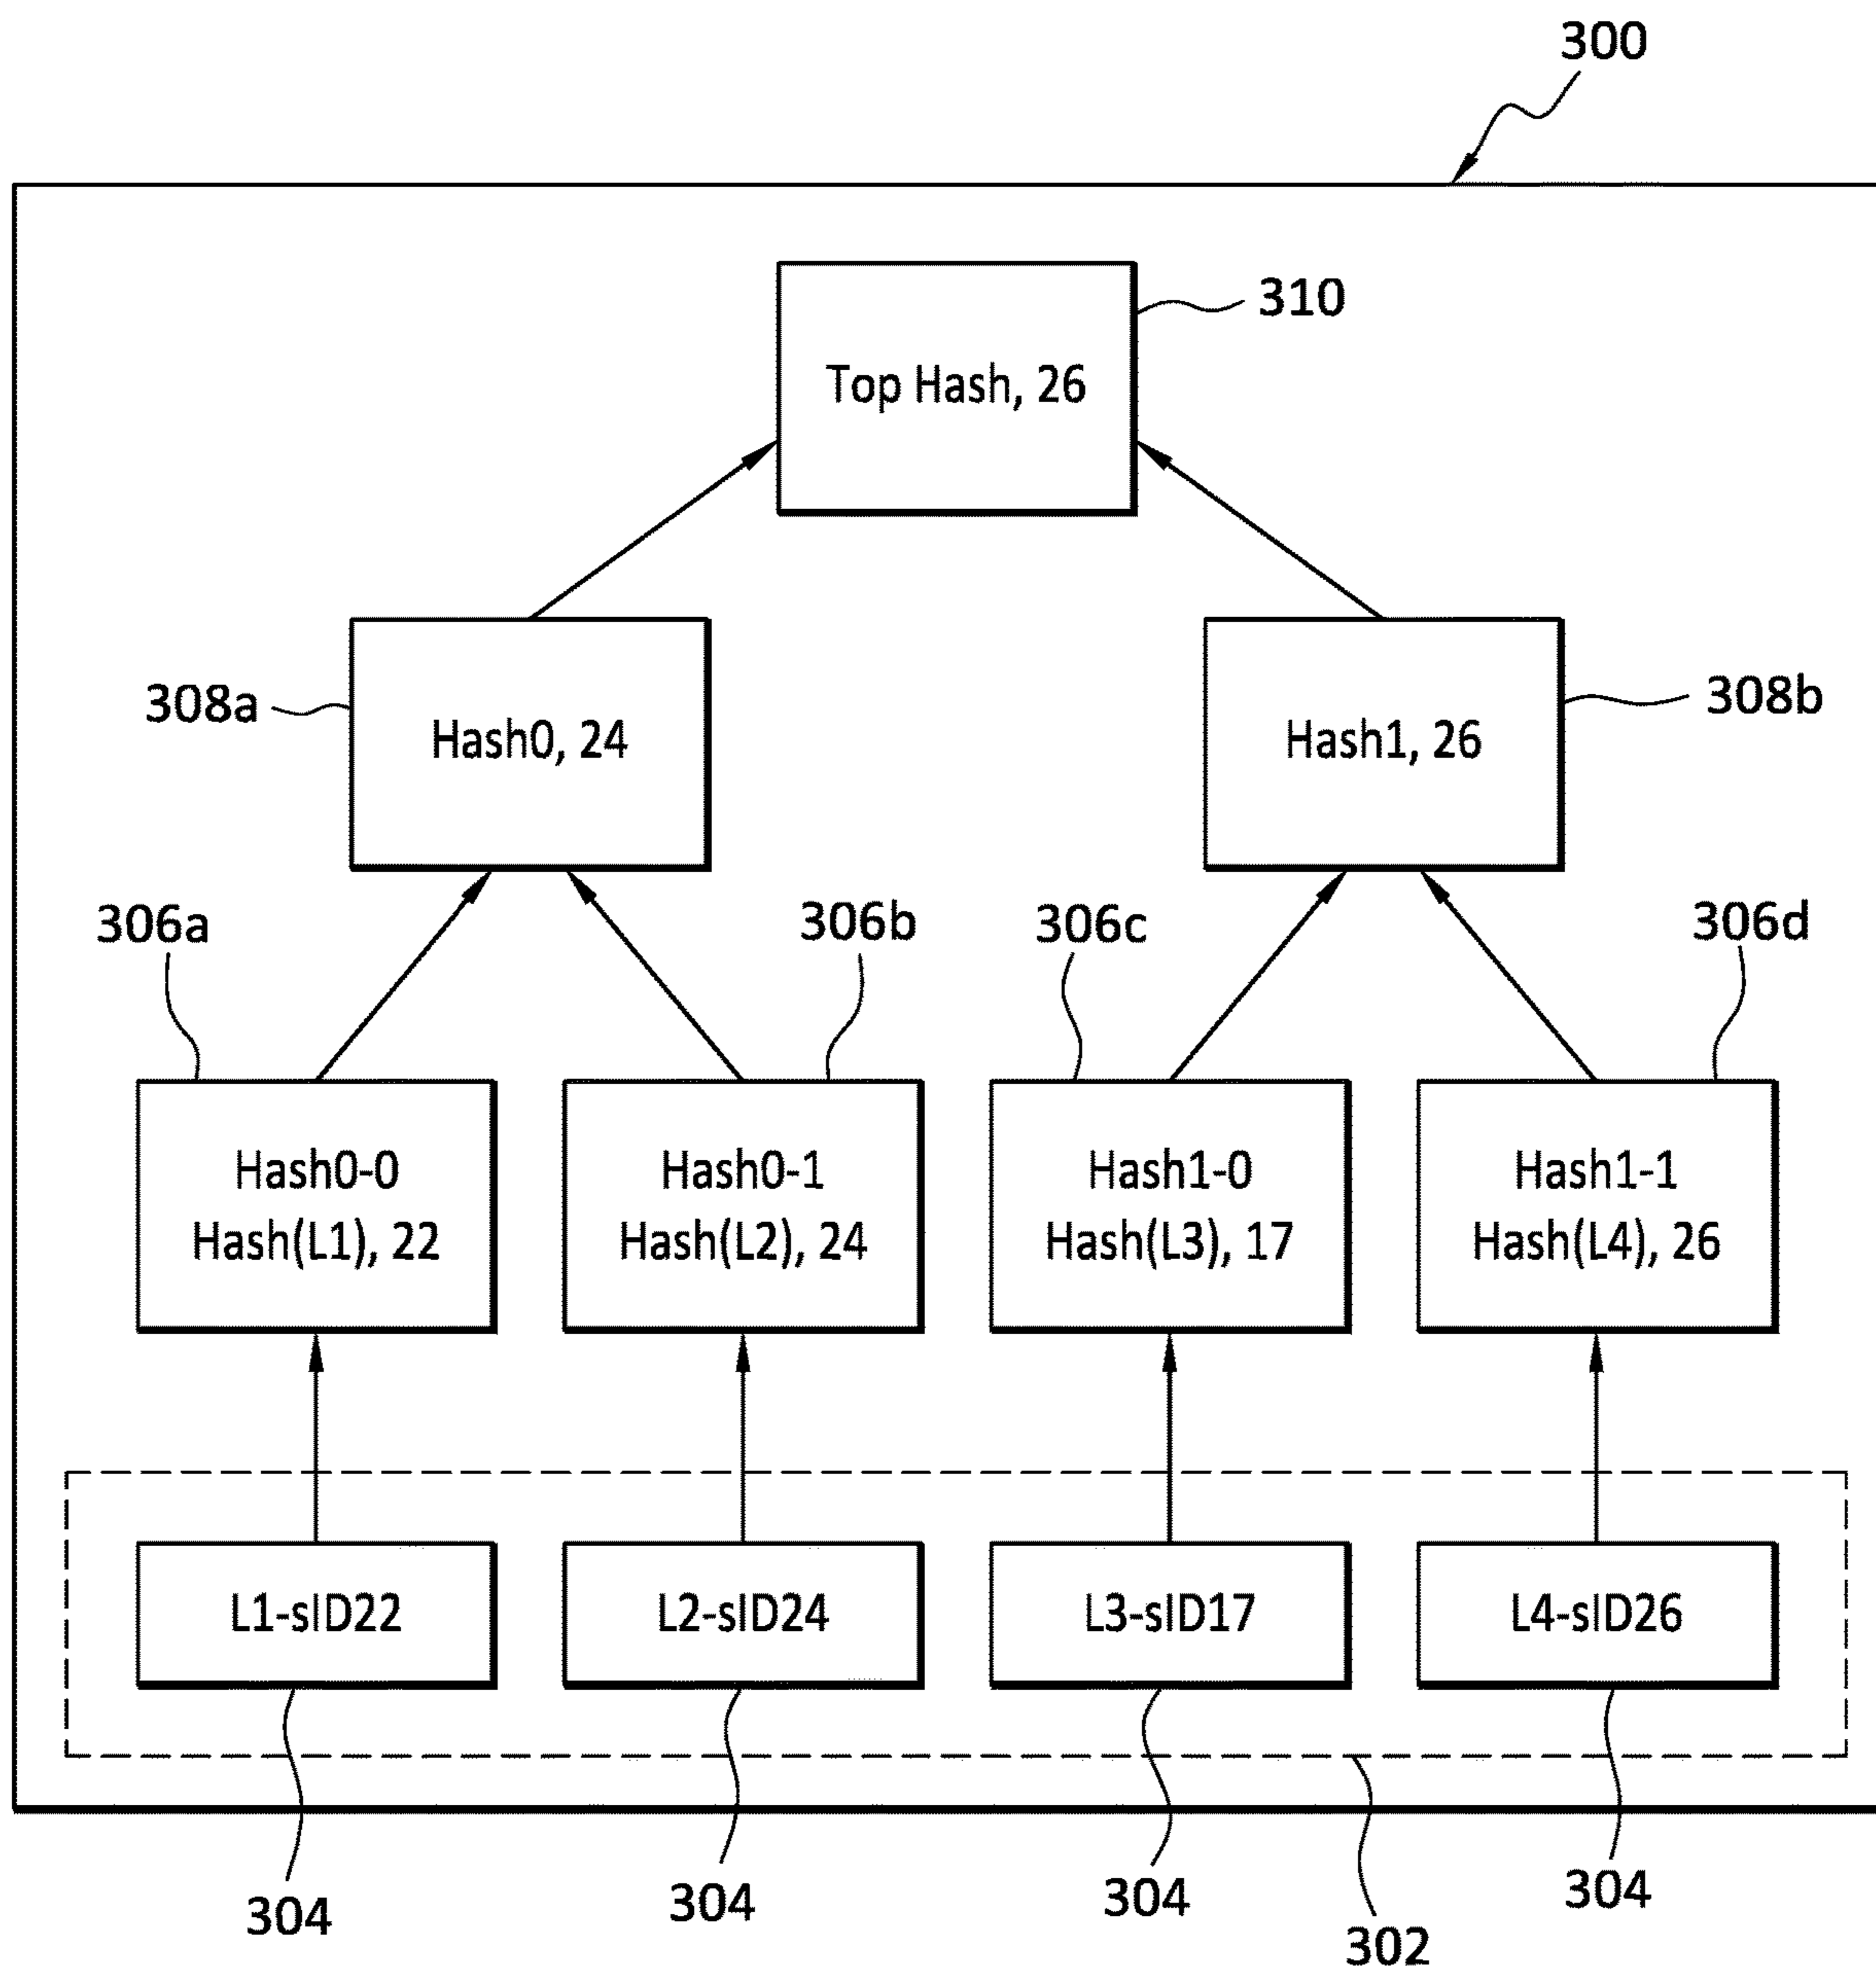 300
310
Top Hash, 26
308a
308b
Hash0, 24
Hash1, 26
306a
306b
306c
306d
Hash0-0
Hash(L1), 22
Hash0-1
Hash(L2), 24
Hash1-0
Hash(L3), 17
Hash1-1
Hash(L4), 26
L1-sID22
L2-sID24
L3-sID17
L4-sID26
304
304
304
304
302